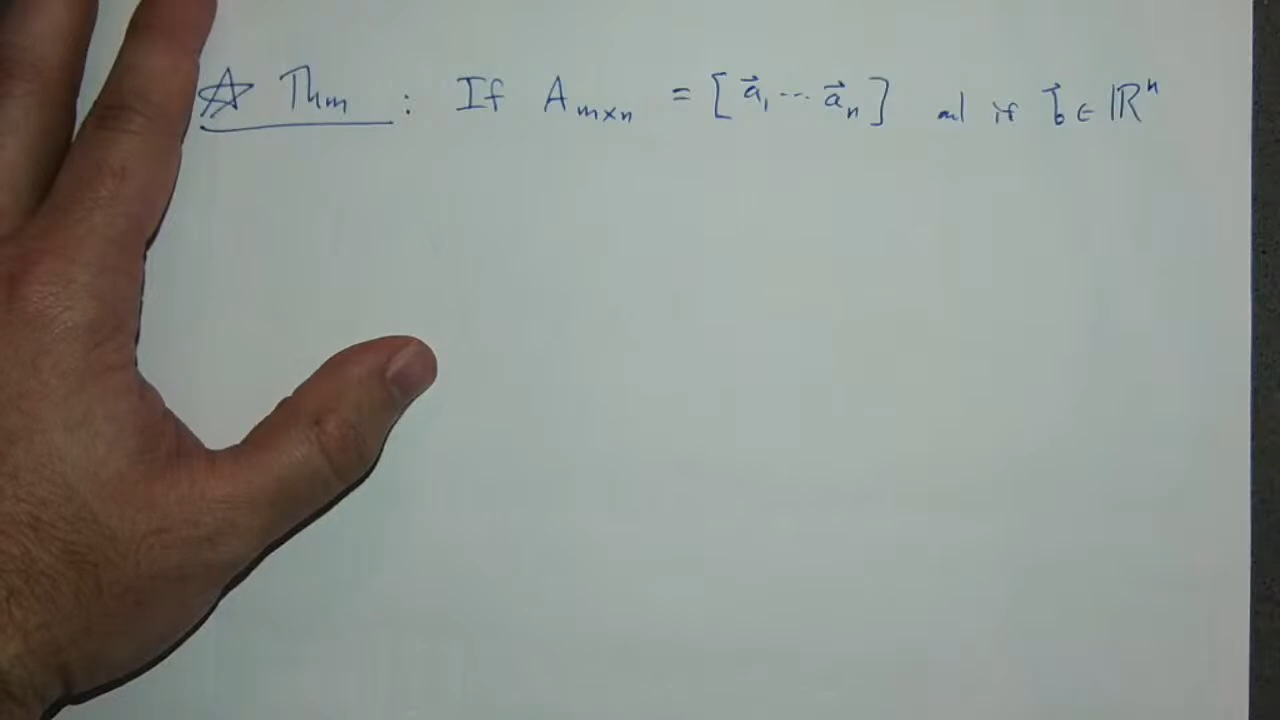 ☆ Thm : If A m×n = [a⃗₁ ... a⃗ₙ] and if b⃗ ∈ ℝⁿ